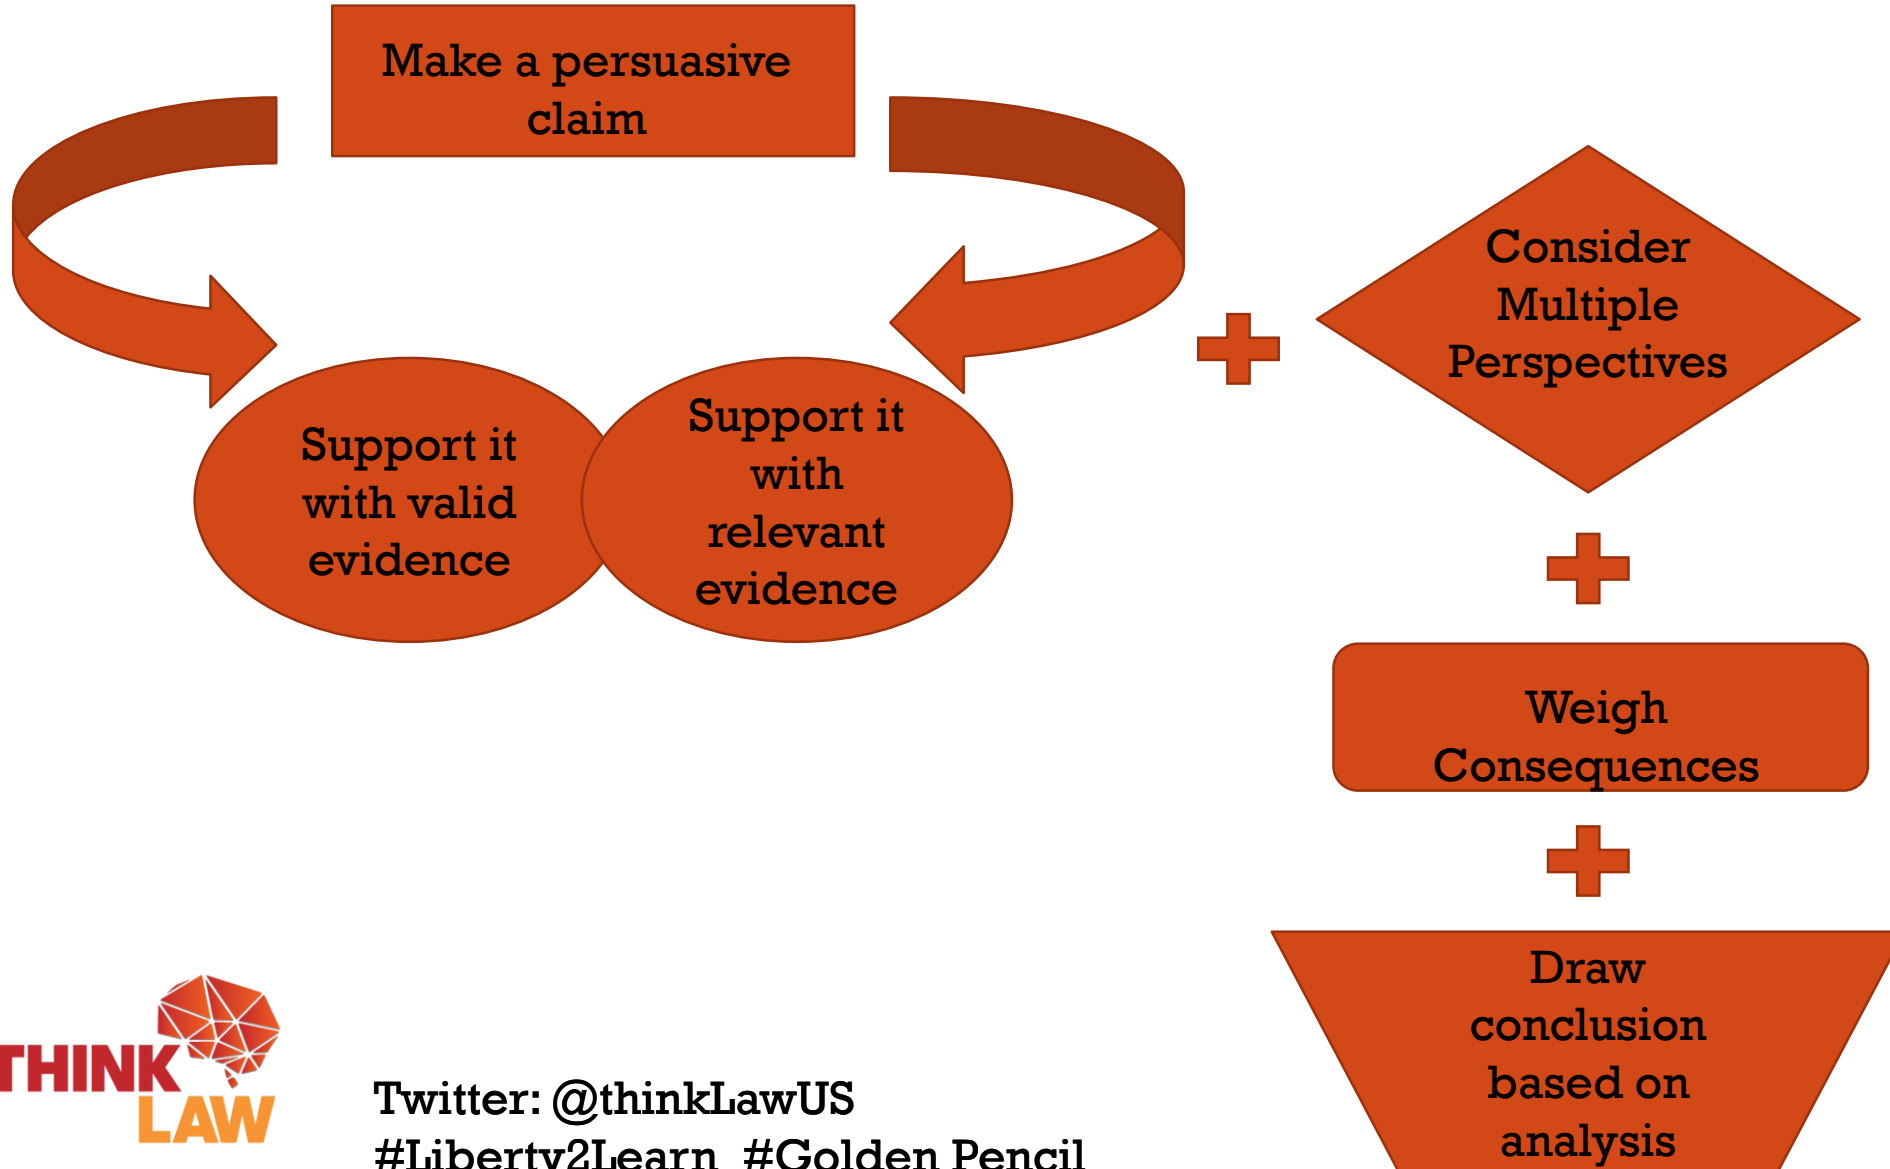 Make a persuasive
claim
Support it
with valid
evidence
Support it
with
relevant
evidence
Consider
Multiple
Perspectives
Weigh
Consequences
Draw
conclusion
based on
analysis
THINK
LAW
Twitter: @thinkLawUS
#Liberty2Learn #Golden Pencil